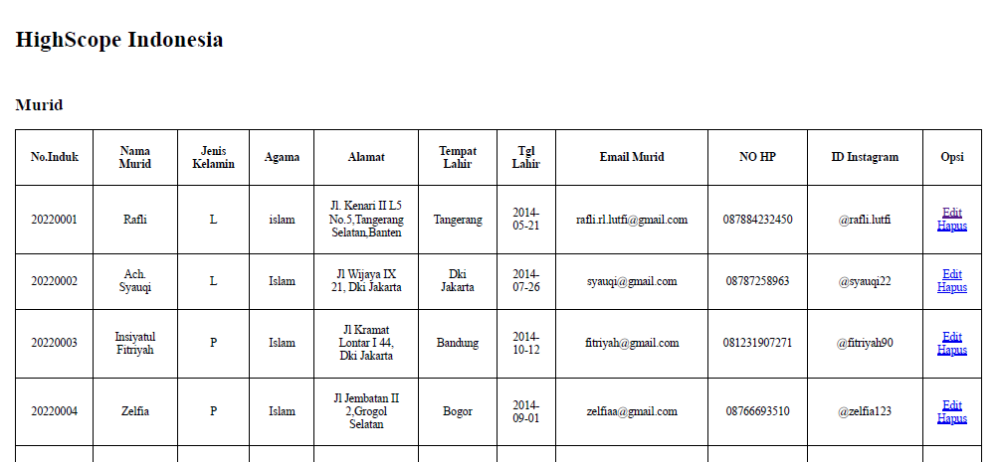 HighScope Indonesia
Murid
No.Induk Nama Murid Jenis Kelamin Agama Alamat Tempat Lahir Tgl Lahir Email Murid NO HP ID Instagram Opsi
20220001 Rafli L islam Jl. Kenari II L5 No.5,Tangerang Selatan,Banten Tangerang 2014-05-21 rafli.rl.lutfi@gmail.com 087884232450 @rafli.lutfi Edit Hapus
20220002 Ach. Syauqi L Islam Jl Wijaya IX 21, Dki Jakarta Dki Jakarta 2014-07-26 syauqi@gmail.com 08787258963 @syauqi22 Edit Hapus
20220003 Insiyatul Fitriyah P Islam Jl Kramat Lontar I 44, Dki Jakarta Bandung 2014-10-12 fitriyah@gmail.com 081231907271 @fitriyah90 Edit Hapus
20220004 Zelfia P Islam Jl Jembatan II 2,Grogol Selatan Bogor 2014-09-01 zelfiaa@gmail.com 08766693510 @zelfia123 Edit Hapus